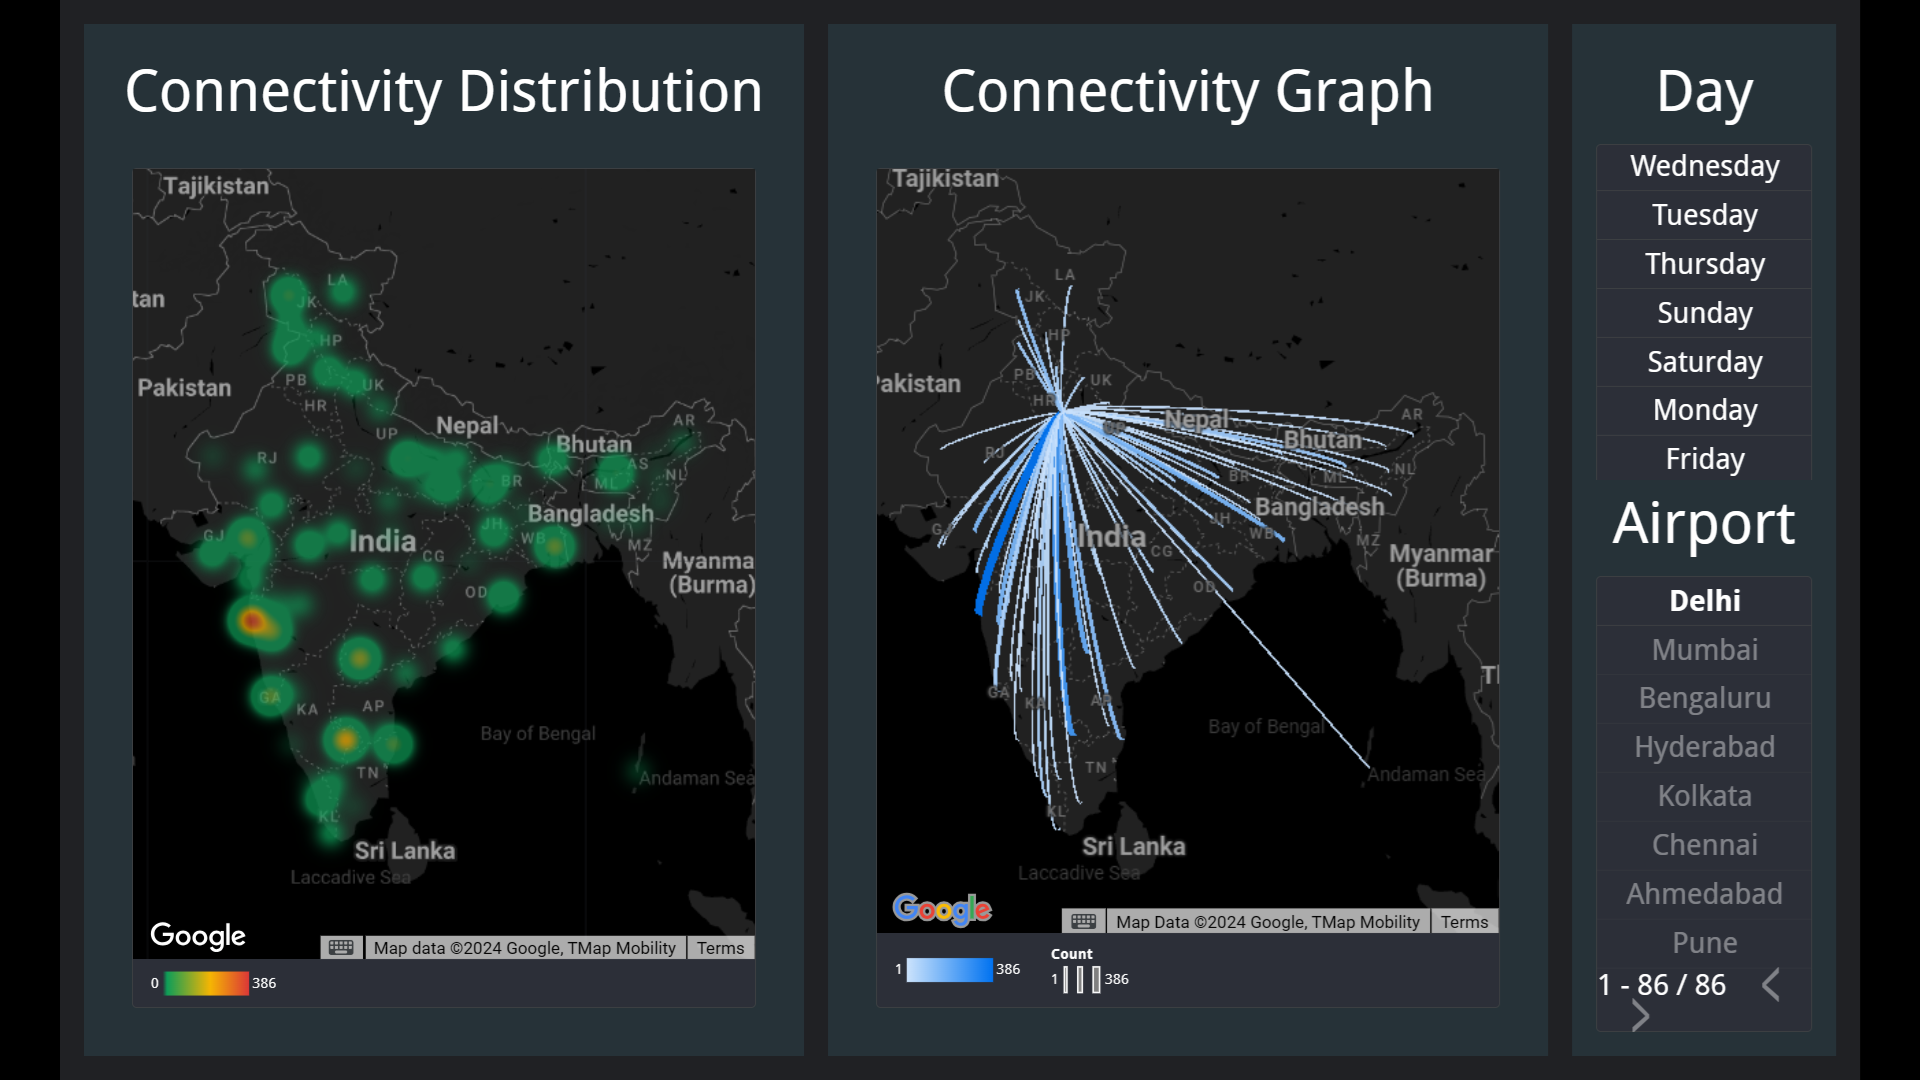 Connectivity Distribution
Tajikistan
LA
JK
tan
HP
Pakistan
PB
UK
HR
Nepal
AR
UP
Bhutan
RJ
AS
NL
BR
ML
Bangladesh
GJ
JH
India
WB
MZ
CG
Myanma
(Burma)
OD
GA
KA
AP
Bay of Bengal
TN
Andaman Sea
KL
Sri Lanka
Laccadive Sea
Google
Map data ©2024 Google, TMap Mobility
Terms
0
386
Connectivity Graph
Tajikistan
LA
JK
HP
Pakistan
PB
UK
HR
Nepal
AR
UP
Bhutan
RJ
NL
BR
ML
Bangladesh
GJ
JH
India
WB
MZ
CG
Myanmar
(Burma)
OD
T
GA
KA
AP
Bay of Bengal
TN
Andaman Sea
KL
Sri Lanka
Laccadive Sea
Google
Map Data ©2024 Google, TMap Mobility
Terms
1
386
Count
1
386
Day
Wednesday
Tuesday
Thursday
Sunday
Saturday
Monday
Friday
Airport
Delhi
Mumbai
Bengaluru
Hyderabad
Kolkata
Chennai
Ahmedabad
Pune
1 - 86 / 86